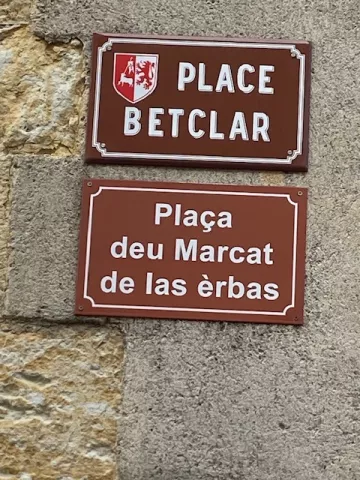 PLACE
BETCLAR
Plaça
deu Marcat
de las èrbas